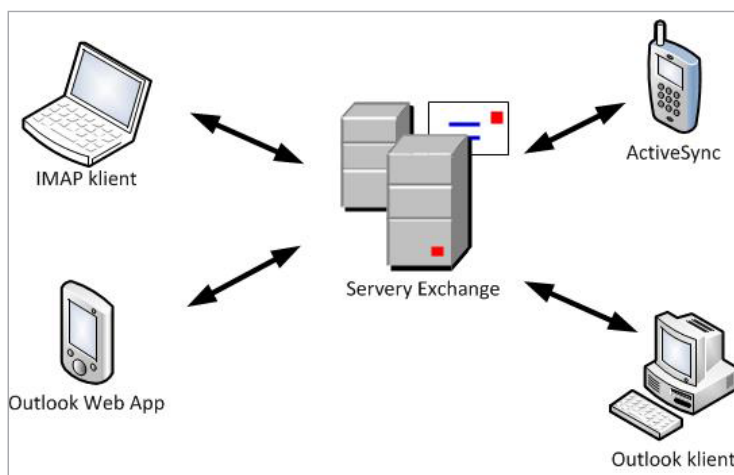 IMAP klient
ActiveSync
Servery Exchange
Outlook Web App
Outlook klient